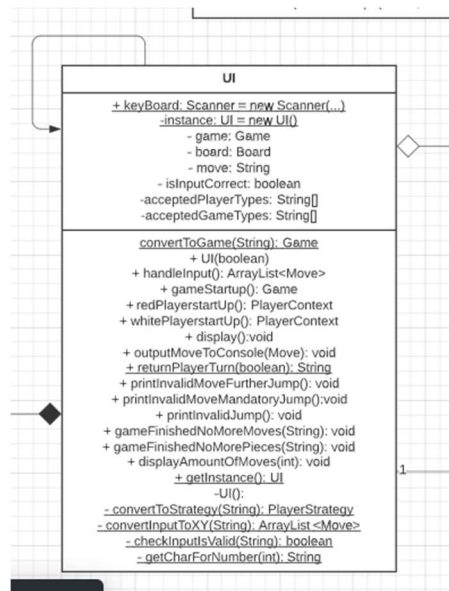 UI
+ keyBoard: Scanner = new Scanner(...)
-instance: UI = new UI()
- game: Game
- board: Board
- move: String
- isInputCorrect: boolean
-acceptedPlayerTypes: String[]
-acceptedGameTypes: String[]
convertToGame(String): Game
+ UI(boolean)
+ handleInput(): ArrayList<Move>
+ gameStartup(): Game
+ redPlayerstartUp(): PlayerContext
+ whitePlayerstartUp(): PlayerContext
+ display():void
+ outputMoveToConsole(Move): void
+ returnPlayerTurn(boolean): String
+ printInvalidMoveFurtherJump(): void
+ printInvalidMoveMandatoryJump():void
+ printInvalidJump(): void
+ gameFinishedNoMoreMoves(String): void
+ gameFinishedNoMorePieces(String): void
+ displayAmountOfMoves(int): void
+ getInstance(): UI
-UI():
- convertToStrategy(String): PlayerStrategy
- convertInputToXY(String): ArrayList <Move>
- checkInputIsValid(String): boolean
- getCharForNumber(int): String
1